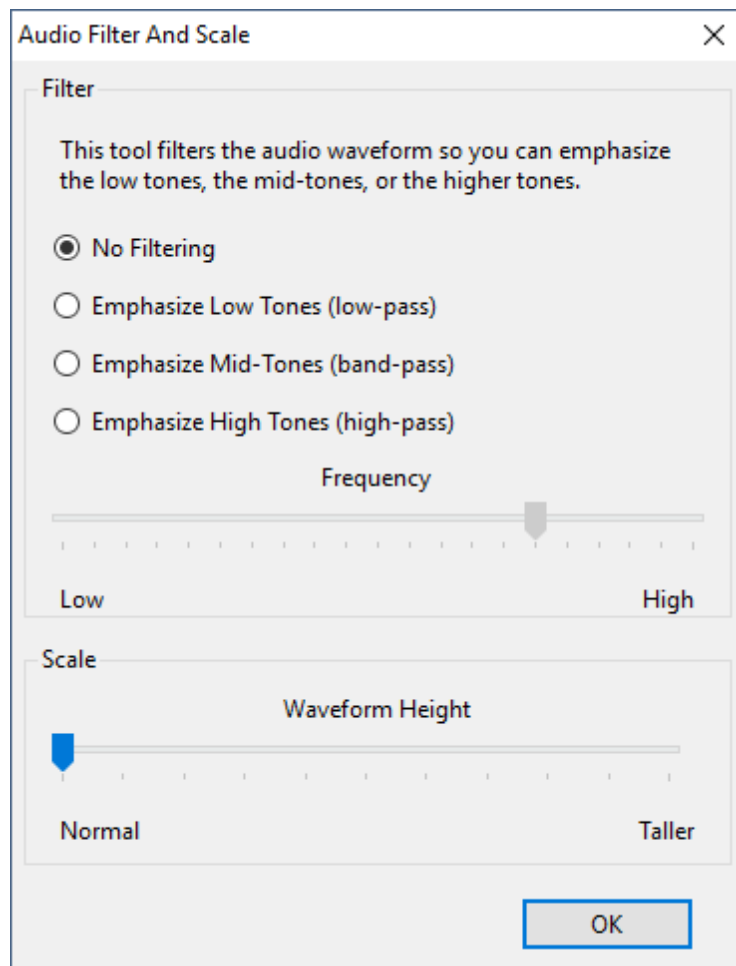 Audio Filter And Scale
Filter
This tool filters the audio waveform so you can emphasize
the low tones, the mid-tones, or the higher tones.
No Filtering
Emphasize Low Tones (low-pass)
Emphasize Mid-Tones (band-pass)
Emphasize High Tones (high-pass)
Frequency
Low High
Scale
Waveform Height
Normal Taller
OK